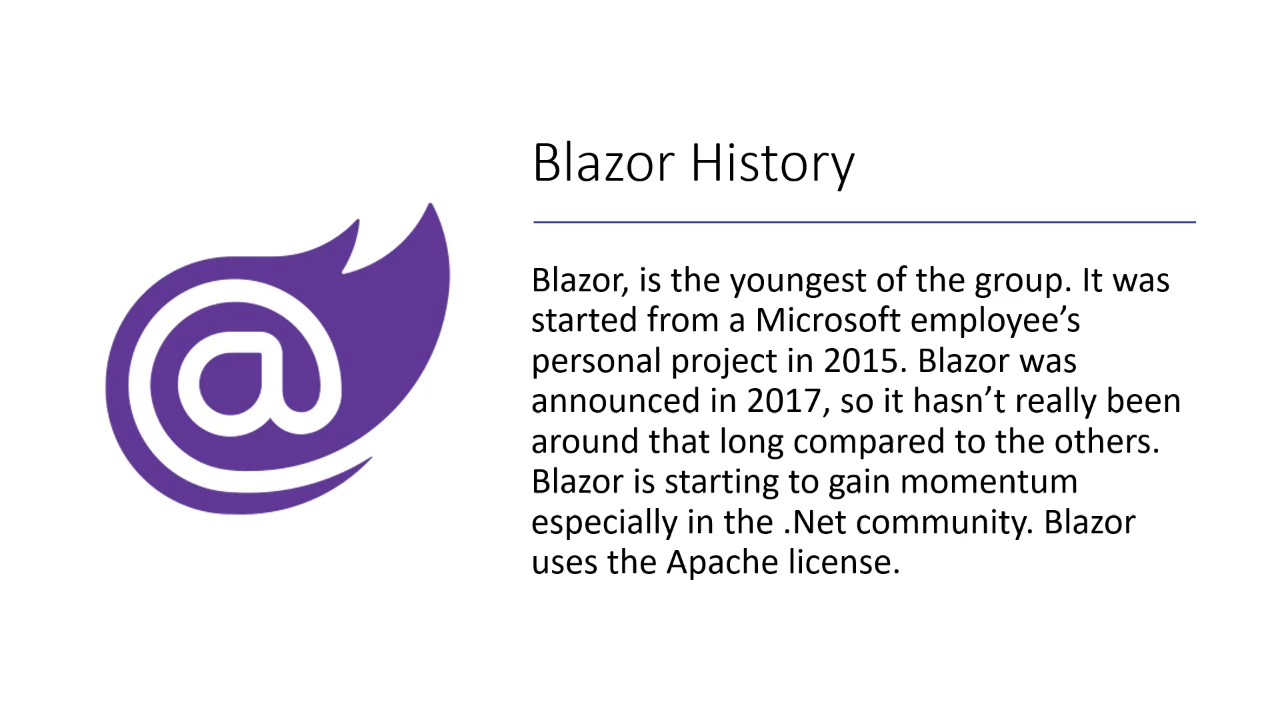 Blazor History
Blazor, is the youngest of the group. It was
started from a Microsoft employee’s
personal project in 2015. Blazor was
announced in 2017, so it hasn’t really been
around that long compared to the others.
Blazor is starting to gain momentum
especially in the .Net community. Blazor
uses the Apache license.